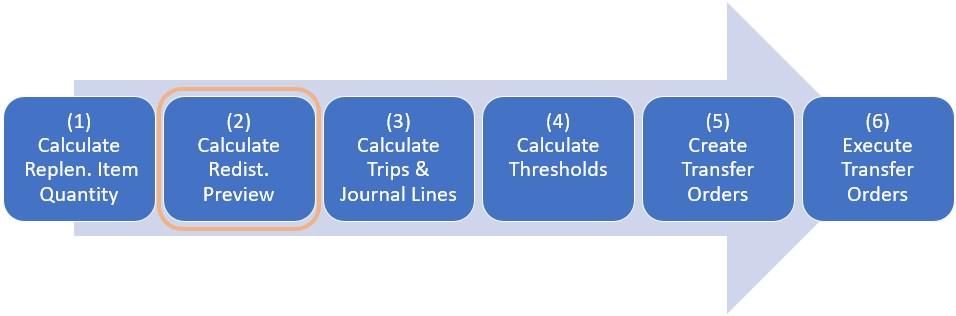 (1)
Calculate
Replen. Item
Quantity
(2)
Calculate
Redist.
Preview
(3)
Calculate
Trips &
Journal Lines
(4)
Calculate
Thresholds
(5)
Create
Transfer
Orders
(6)
Execute
Transfer
Orders